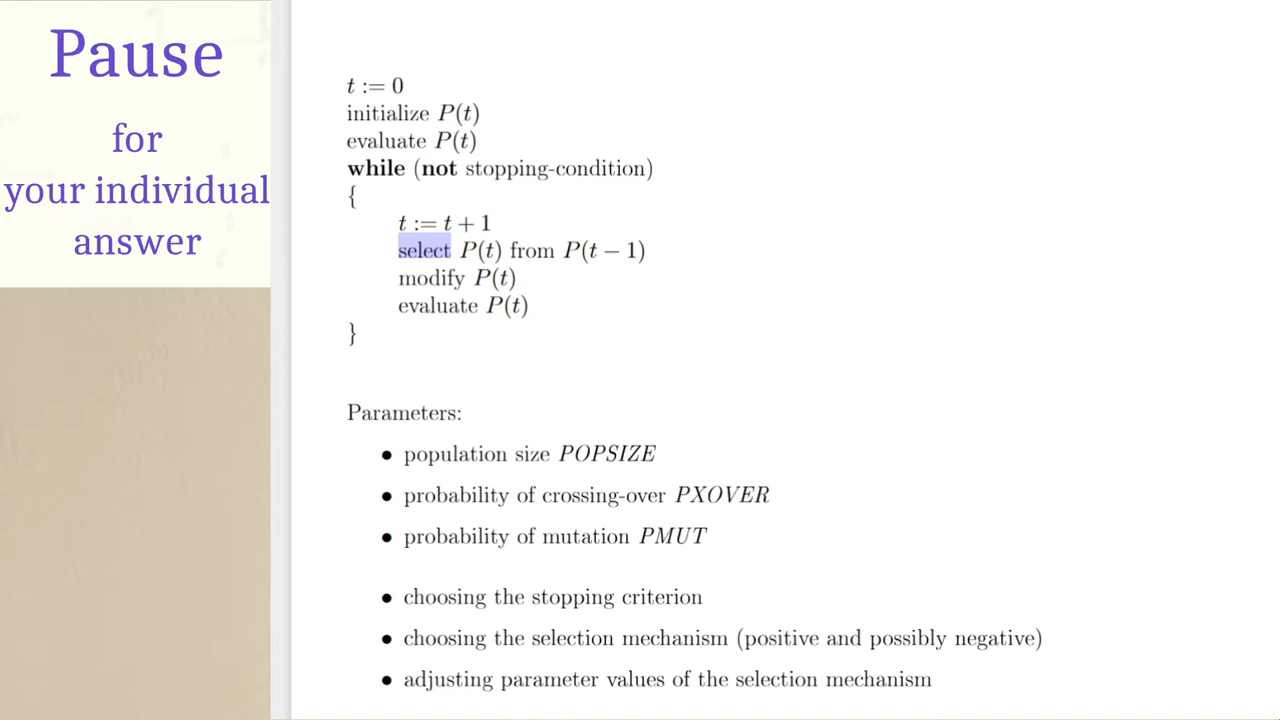 Pause
for
your individual
answer
t := 0
initialize P(t)
evaluate P(t)
while (not stopping-condition)
{
t := t + 1
select P(t) from P(t − 1)
modify P(t)
evaluate P(t)
}
Parameters:
• population size POPSIZE
• probability of crossing-over PXOVER
• probability of mutation PMUT
• choosing the stopping criterion
• choosing the selection mechanism (positive and possibly negative)
• adjusting parameter values of the selection mechanism